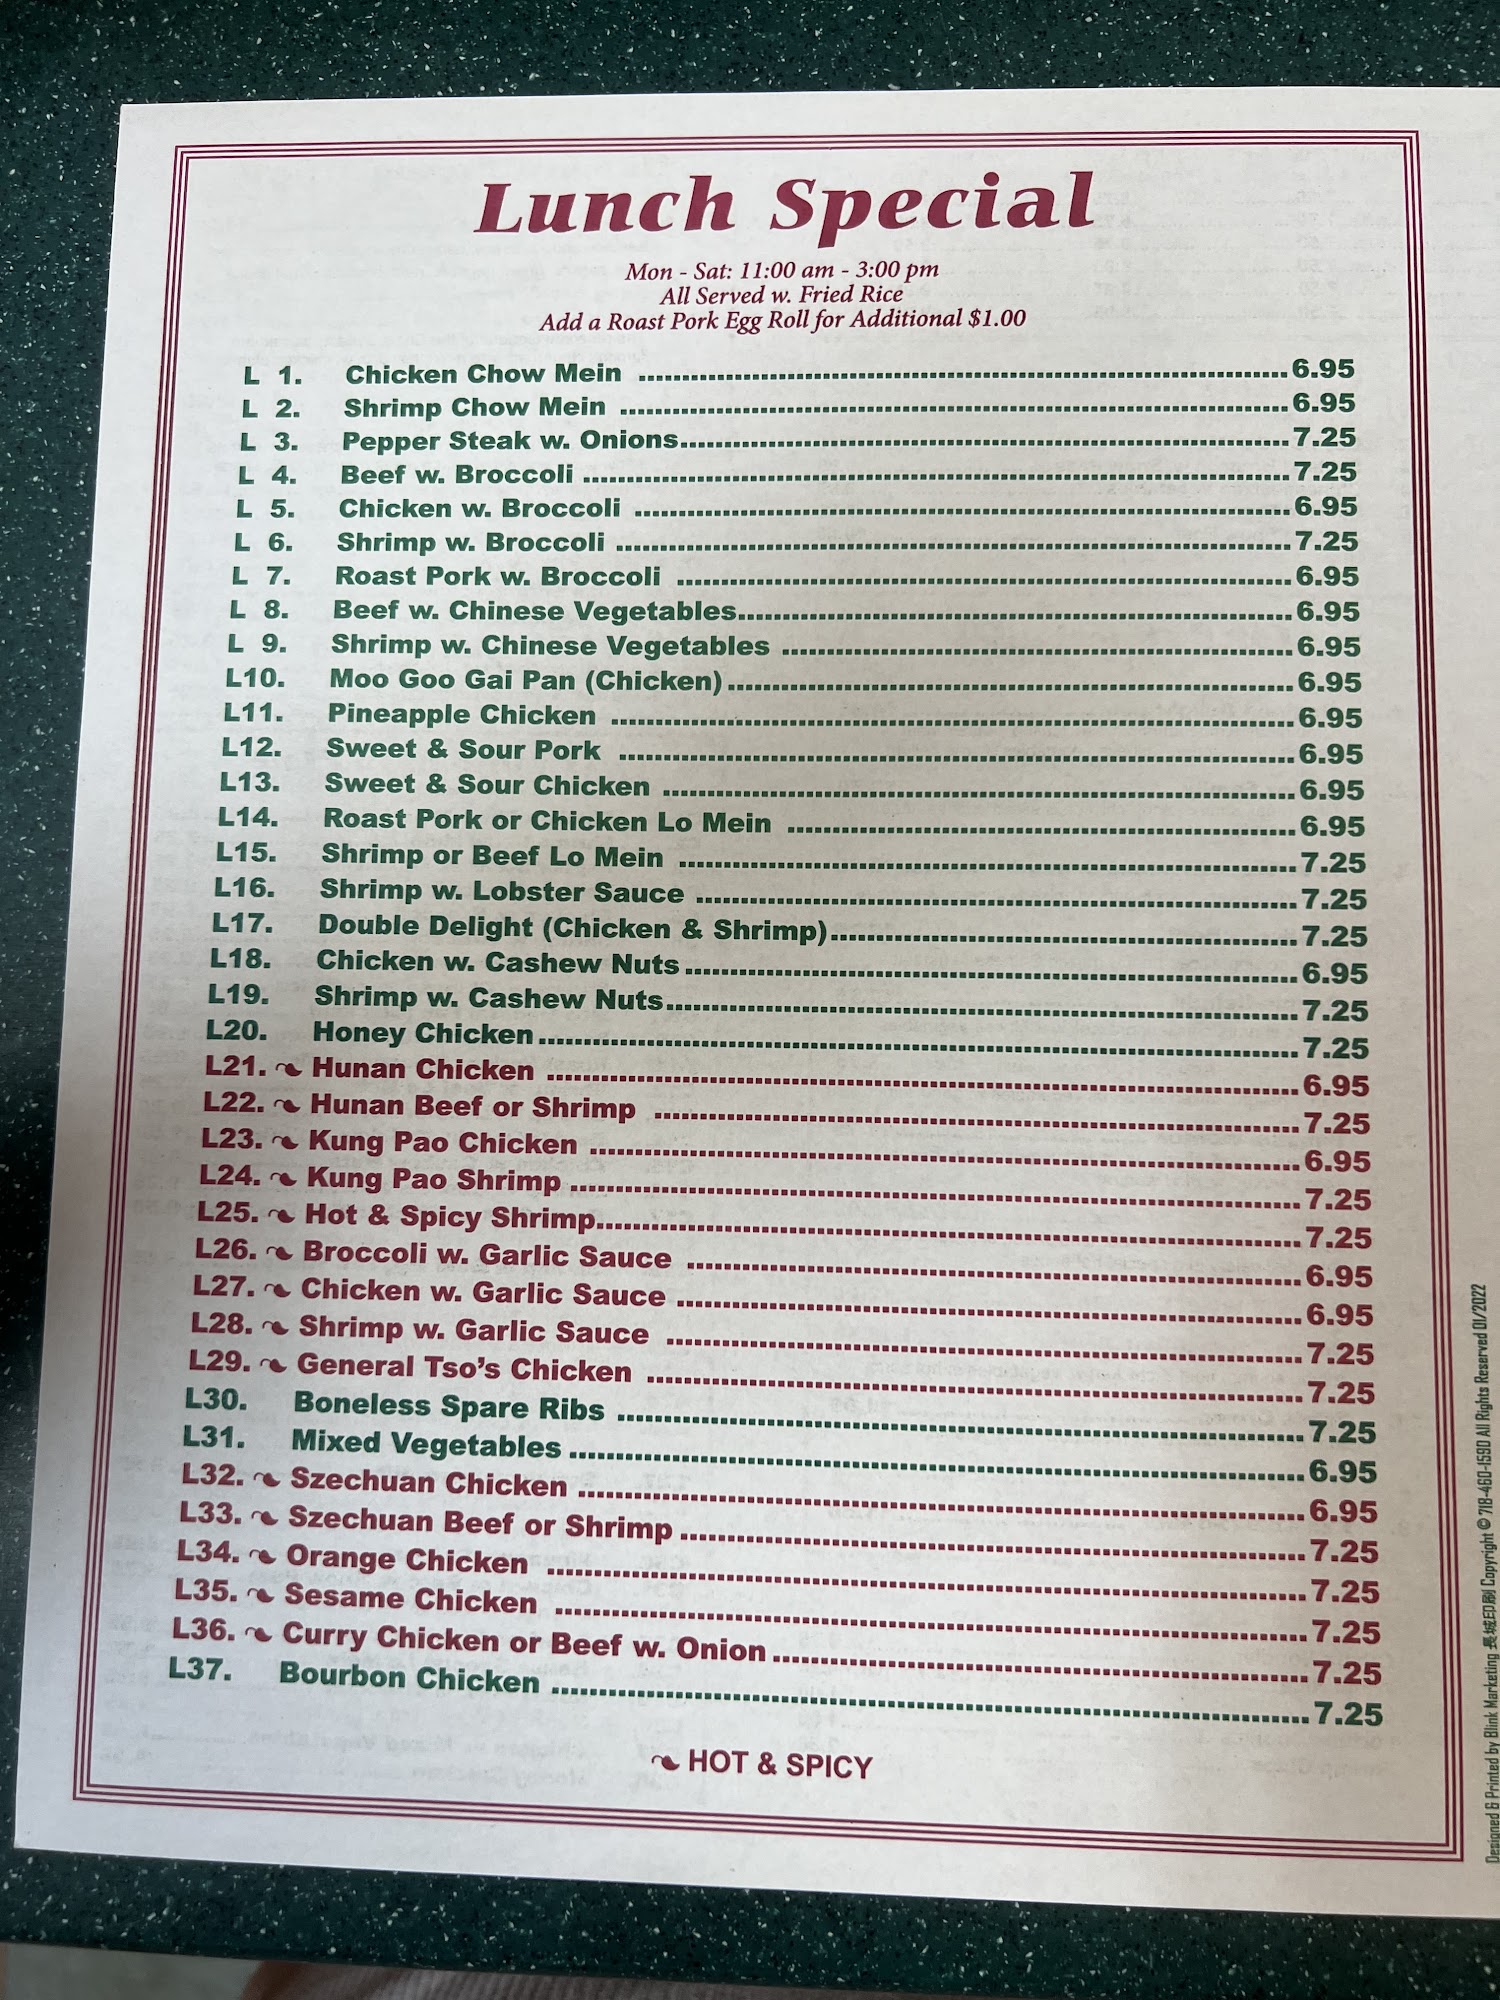 Lunch Special
Mon - Sat: 11:00 am - 3:00 pm
All Served w. Fried Rice
Add a Roast Pork Egg Roll for Additional $1.00
L 1. Chicken Chow Mein 6.95
L 2. Shrimp Chow Mein 6.95
L 3. Pepper Steak w. Onions 7.25
L 4. Beef w. Broccoli 7.25
L 5. Chicken w. Broccoli 6.95
L 6. Shrimp w. Broccoli 7.25
L 7. Roast Pork w. Broccoli 6.95
L 8. Beef w. Chinese Vegetables 6.95
L 9. Shrimp w. Chinese Vegetables 6.95
L10. Moo Goo Gai Pan (Chicken) 6.95
L11. Pineapple Chicken 6.95
L12. Sweet & Sour Pork 6.95
L13. Sweet & Sour Chicken 6.95
L14. Roast Pork or Chicken Lo Mein 6.95
L15. Shrimp or Beef Lo Mein 7.25
L16. Shrimp w. Lobster Sauce 7.25
L17. Double Delight (Chicken & Shrimp) 7.25
L18. Chicken w. Cashew Nuts 6.95
L19. Shrimp w. Cashew Nuts 7.25
L20. Honey Chicken 7.25
L21. Hunan Chicken 6.95
L22. Hunan Beef or Shrimp 7.25
L23. Kung Pao Chicken 6.95
L24. Kung Pao Shrimp 7.25
L25. Hot & Spicy Shrimp 7.25
L26. Broccoli w. Garlic Sauce 6.95
L27. Chicken w. Garlic Sauce 6.95
L28. Shrimp w. Garlic Sauce 7.25
L29. General Tso's Chicken 7.25
L30. Boneless Spare Ribs 7.25
L31. Mixed Vegetables 6.95
L32. Szechuan Chicken 6.95
L33. Szechuan Beef or Shrimp 7.25
L34. Orange Chicken 7.25
L35. Sesame Chicken 7.25
L36. Curry Chicken or Beef w. Onion 7.25
L37. Bourbon Chicken 7.25
HOT & SPICY
Designed & Printed by Blink Marketing 長城印刷 Copyright © 718-460-1590 All Rights Reserved 01/2022